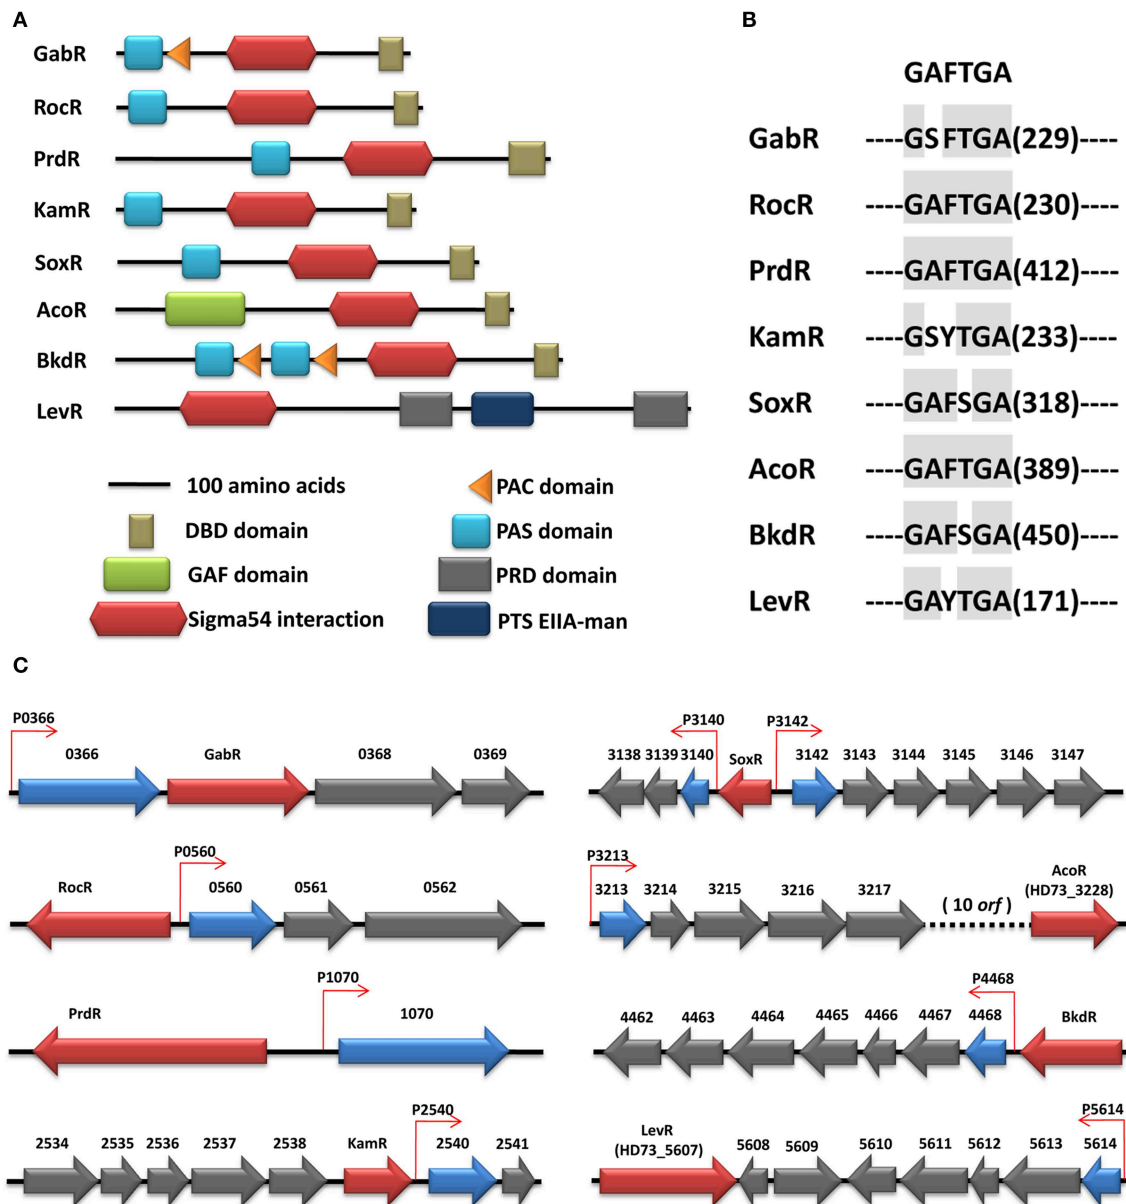 A
GabR
RocR
PrdR
KamR
SoxR
AcoR
BkdR
LevR
100 amino acids
PAC domain
DBD domain
PAS domain
GAF domain
PRD domain
Sigma54 interaction
PTS EIIA-man
B
GAFTGA
GabR ----GSFTGA(229)----
RocR ----GAFTGA(230)----
PrdR ----GAFTGA(412)----
KamR ----GSYTGA(233)----
SoxR ----GAFSGA(318)----
AcoR ----GAFTGA(389)----
BkdR ----GAFSGA(450)----
LevR ----GAYTGA(171)----
C
P0366
0366 GabR 0368 0369
P0560
RocR 0560 0561 0562
P1070
PrdR 1070
P2540
2534 2535 2536 2537 2538 KamR 2540 2541
P3140 P3142
3138 3139 3140 SoxR 3142 3143 3144 3145 3146 3147
P3213
3213 3214 3215 3216 3217 ( 10 orf ) AcoR
(HD73_3228)
P4468
4462 4463 4464 4465 4466 4467 4468 BkdR
P5614
LevR
(HD73_5607) 5608 5609 5610 5611 5612 5613 5614